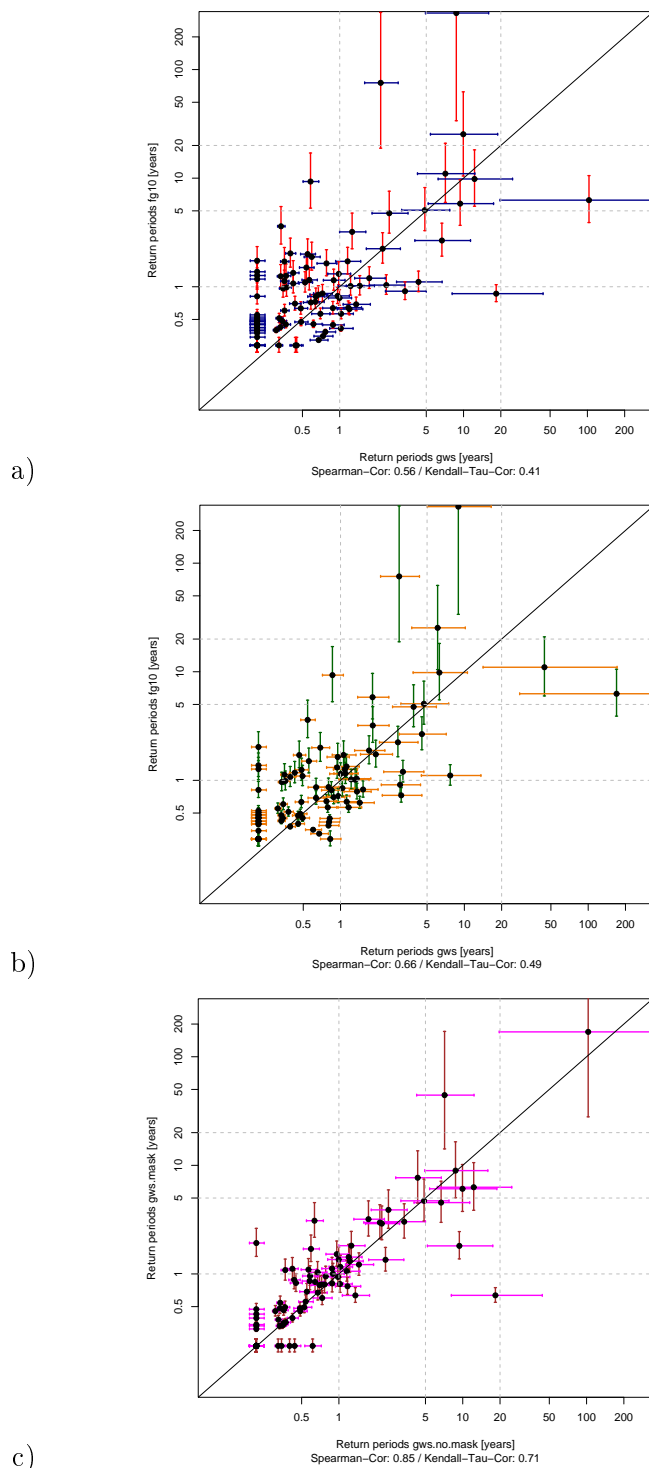 200
100
50
20
10
5
1
0.5
Return periods fg10 [years]
0.5 1 5 10 20 50 100 200
Return periods gws [years]
Spearman−Cor: 0.56 / Kendall−Tau−Cor: 0.41
a)
200
100
50
20
10
5
1
0.5
Return periods fg10 [years]
0.5 1 5 10 20 50 100 200
Return periods gws [years]
Spearman−Cor: 0.66 / Kendall−Tau−Cor: 0.49
b)
200
100
50
20
10
5
1
0.5
Return periods gws.mask [years]
0.5 1 5 10 20 50 100 200
Return periods gws.no.mask [years]
Spearman−Cor: 0.85 / Kendall−Tau−Cor: 0.71
c)